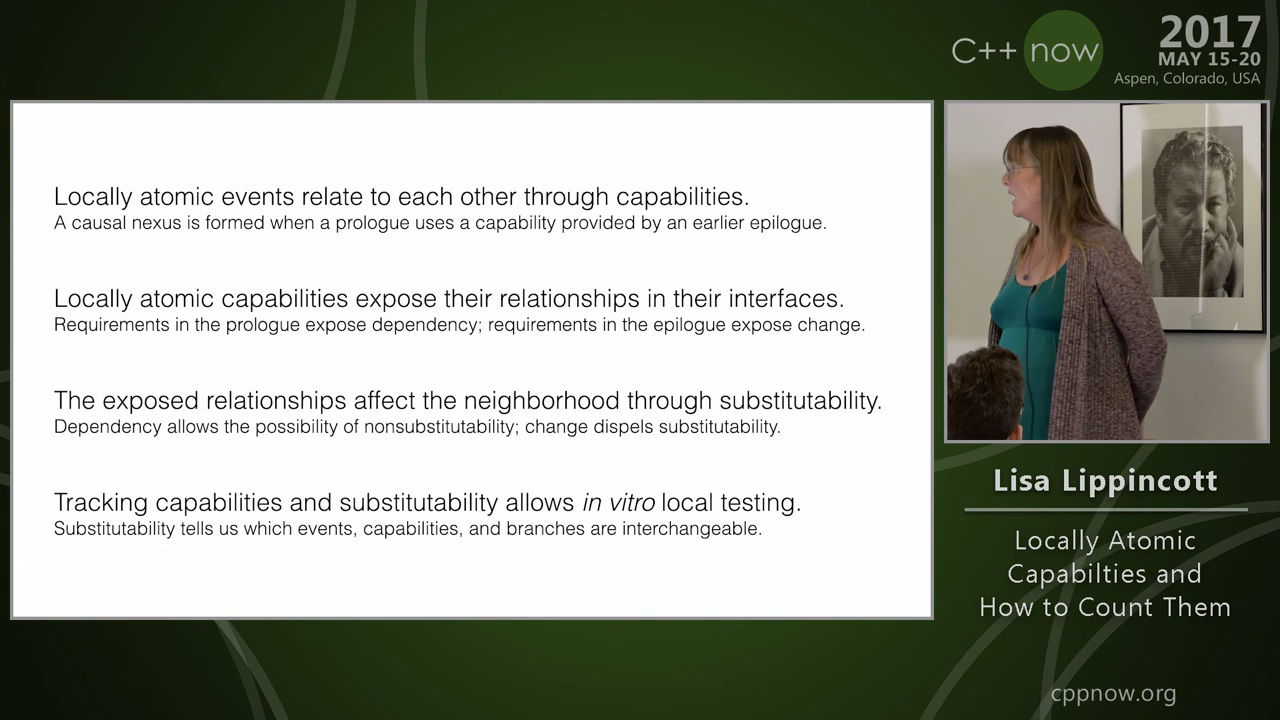 C++ now
2017
MAY 15-20
Aspen, Colorado, USA
Locally atomic events relate to each other through capabilities.
A causal nexus is formed when a prologue uses a capability provided by an earlier epilogue.
Locally atomic capabilities expose their relationships in their interfaces.
Requirements in the prologue expose dependency; requirements in the epilogue expose change.
The exposed relationships affect the neighborhood through substitutability.
Dependency allows the possibility of nonsubstitutability; change dispels substitutability.
Tracking capabilities and substitutability allows in vitro local testing.
Substitutability tells us which events, capabilities, and branches are interchangeable.
Lisa Lippincott
Locally Atomic
Capabilties and
How to Count Them
cppnow.org